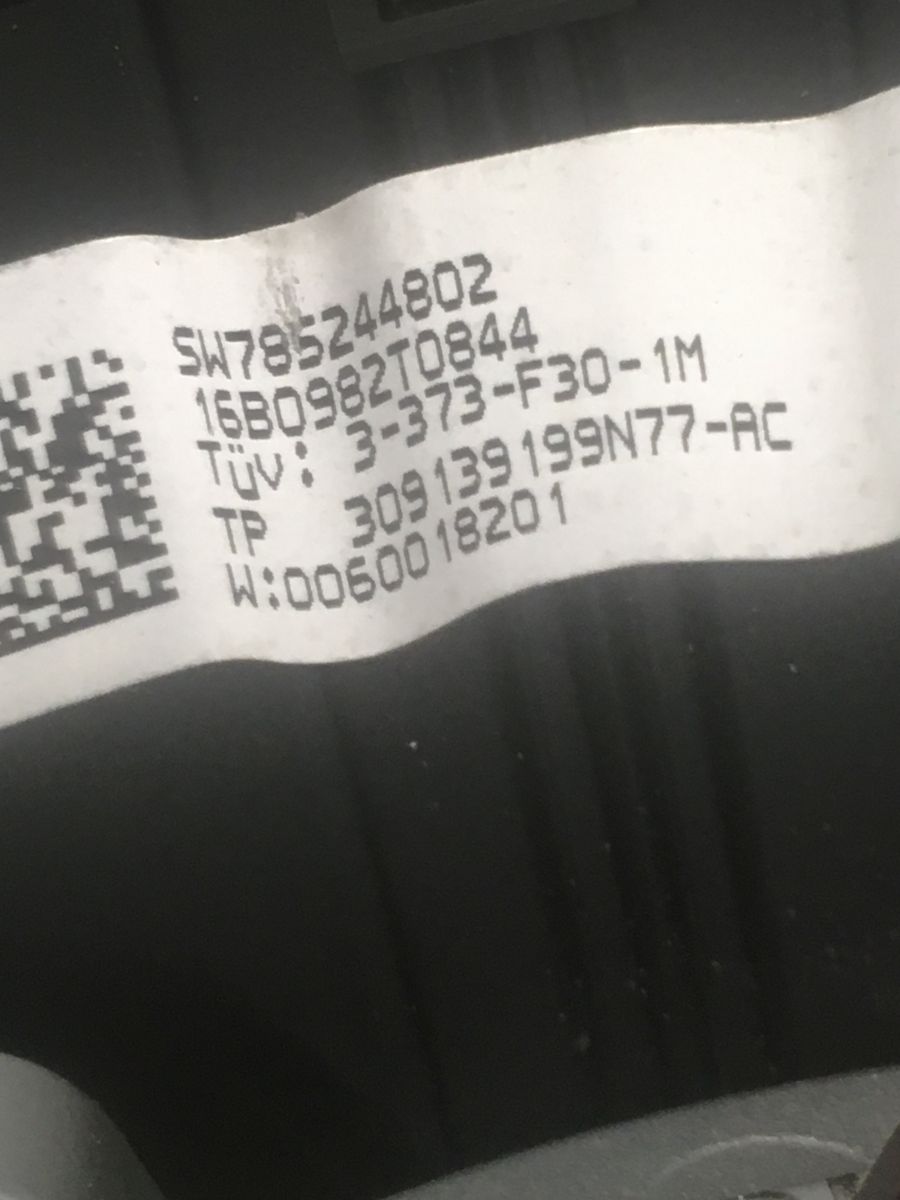 SW785244802
16B0982T0844
TÜV: 3-373-F30-1M
TP 309139199N77-AC
W:0060018201